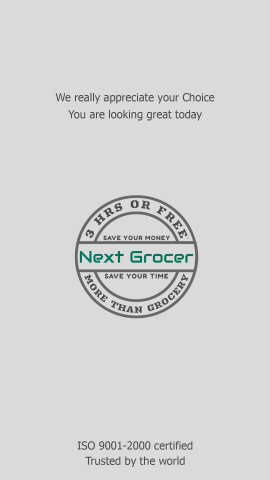 We really appreciate your Choice
You are looking great today
3 HRS OR FREE
SAVE YOUR MONEY
Next Grocer
SAVE YOUR TIME
MORE THAN GROCERY
ISO 9001-2000 certified
Trusted by the world